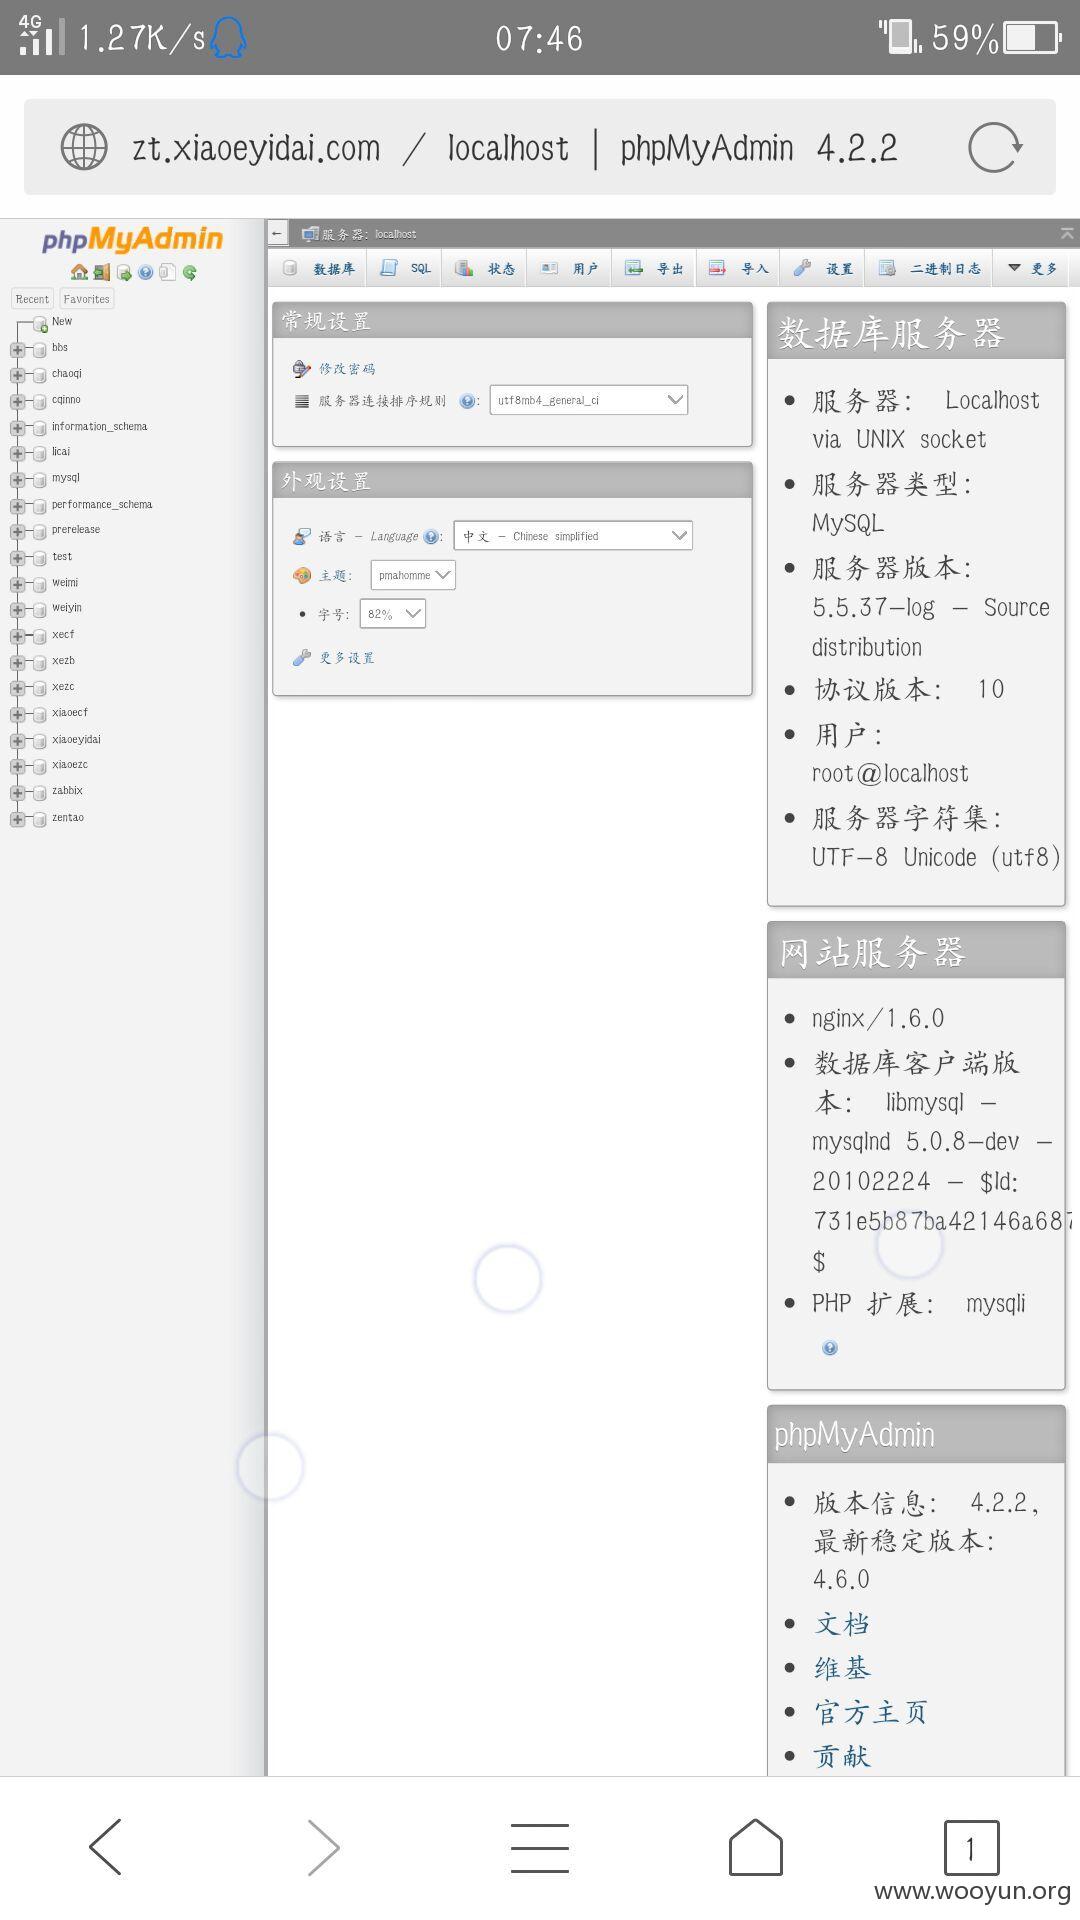 4G 1.27K/s 07:46 59%
zt.xiaoeyidai.com / localhost | phpMyAdmin 4.2.2
phpMyAdmin
Recent Favorites
New
bbs
chaoqi
cqinno
information_schema
licai
mysql
performance_schema
prerelease
test
weimi
weiyin
xecf
xezb
xezc
xiaoecf
xiaoeyidai
xiaoezc
zabbix
zentao
← 服务器: localhost
数据库 SQL 状态 用户 导出 导入 设置 二进制日志 更多
常规设置
修改密码
服务器连接排序规则 : utf8mb4_general_ci
外观设置
语言 - Language : 中文 - Chinese simplified
主题: pmahomme
• 字号: 82%
更多设置
数据库服务器
• 服务器: Localhost
via UNIX socket
• 服务器类型:
MySQL
• 服务器版本:
5.5.37-log - Source
distribution
• 协议版本: 10
• 用户:
root@localhost
• 服务器字符集:
UTF-8 Unicode (utf8)
网站服务器
• nginx/1.6.0
• 数据库客户端版
本: libmysql -
mysqlnd 5.0.8-dev -
20102224 - $Id:
731e5b87ba42146a687
$
• PHP 扩展: mysqli
phpMyAdmin
• 版本信息: 4.2.2,
最新稳定版本:
4.6.0
• 文档
• 维基
• 官方主页
• 贡献
1
www.wooyun.org